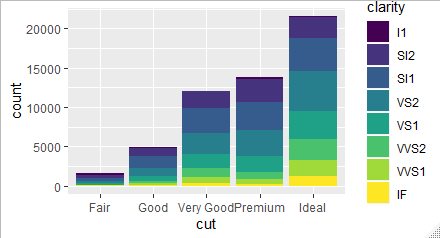 clarity
I1
SI2
SI1
VS2
VS1
VVS2
VVS1
IF
count
20000
15000
10000
5000
0
Fair Good Very Good Premium Ideal
cut